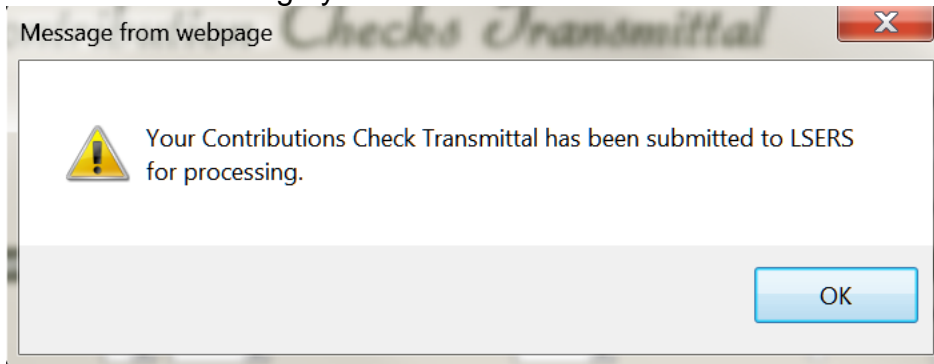 Message from webpage
Checks Transmittal
Your Contributions Check Transmittal has been submitted to LSERS
for processing.
OK